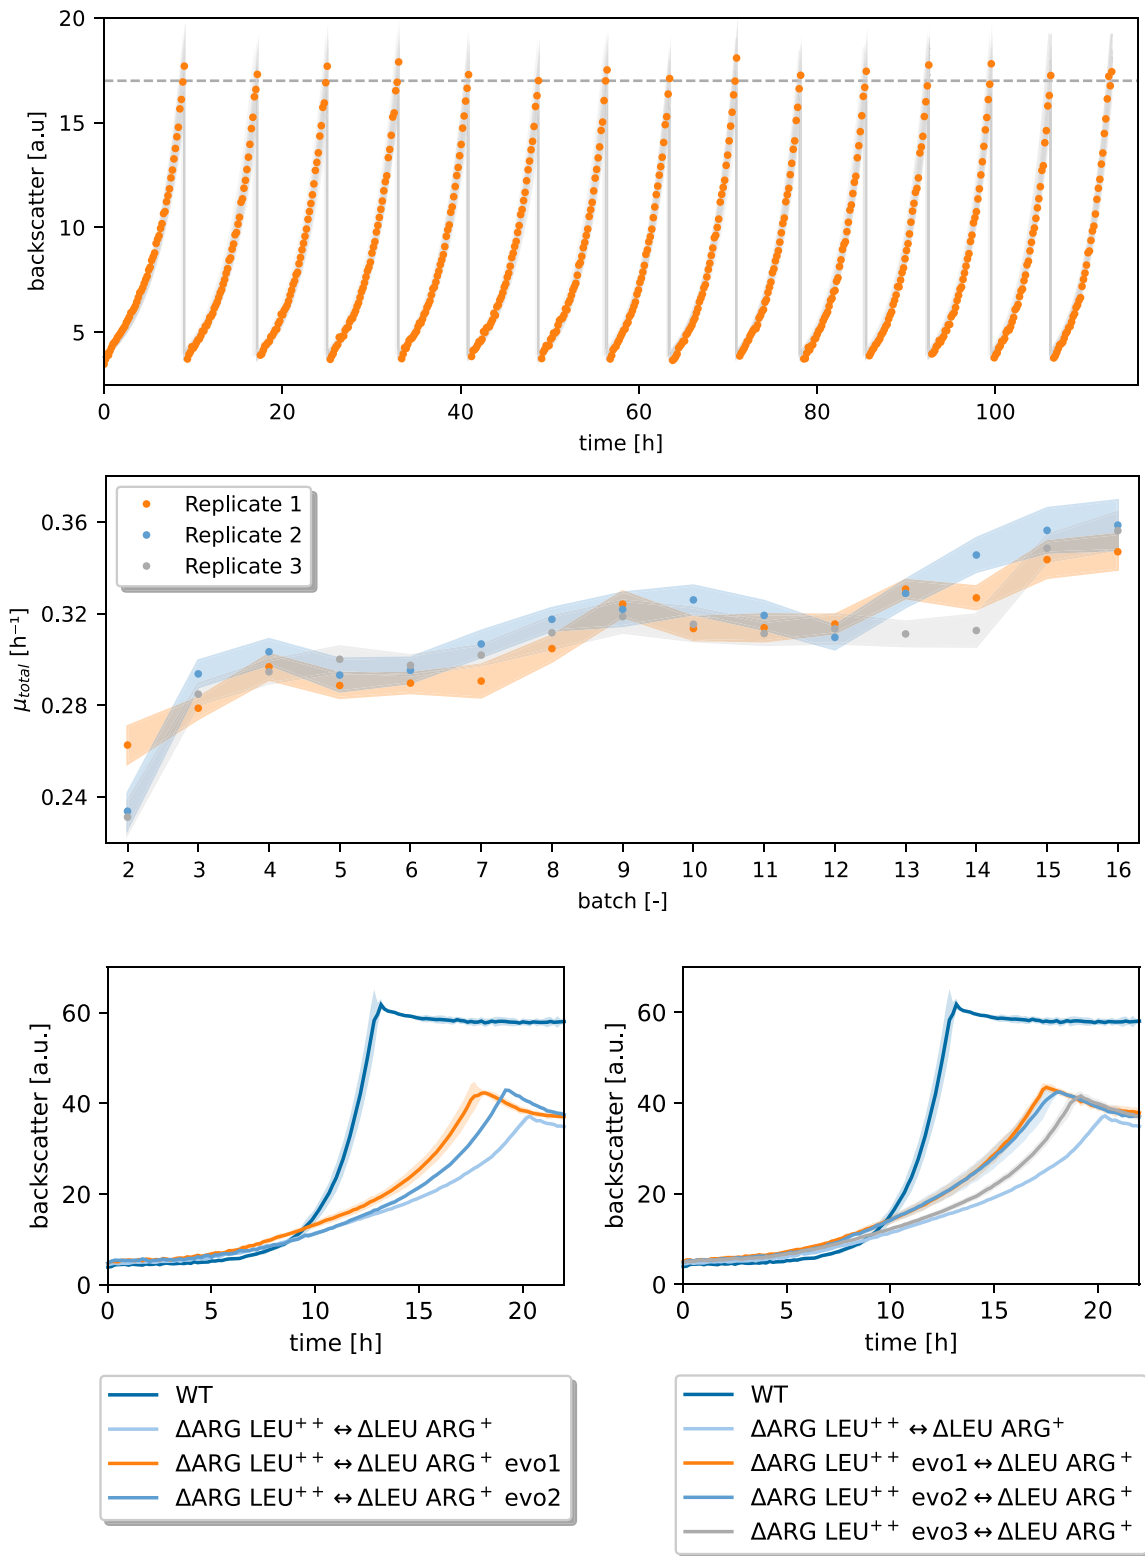 20
15
10
5
backscatter [a.u]
0 20 40 60 80 100
time [h]
Replicate 1
Replicate 2
Replicate 3
0.36
0.32
0.28
0.24
μtotal [h⁻¹]
2 3 4 5 6 7 8 9 10 11 12 13 14 15 16
batch [-]
60
40
20
0
backscatter [a.u.]
0 5 10 15 20
time [h]
WT
ΔARG LEU⁺⁺ ↔ ΔLEU ARG⁺
ΔARG LEU⁺⁺ ↔ ΔLEU ARG⁺ evo1
ΔARG LEU⁺⁺ ↔ ΔLEU ARG⁺ evo2
60
40
20
0
backscatter [a.u.]
0 5 10 15 20
time [h]
WT
ΔARG LEU⁺⁺ ↔ ΔLEU ARG⁺
ΔARG LEU⁺⁺ evo1 ↔ ΔLEU ARG⁺
ΔARG LEU⁺⁺ evo2 ↔ ΔLEU ARG⁺
ΔARG LEU⁺⁺ evo3 ↔ ΔLEU ARG⁺